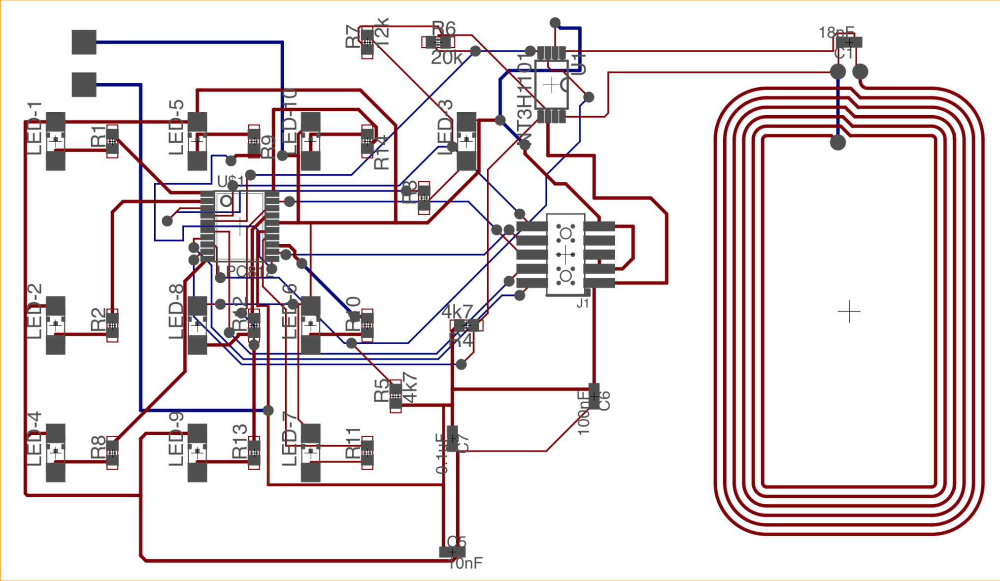 R7
12k
R6
20k
NT3H1101
U1
18pF
C1
LED-1
R1
LED-5
R9
LED-10
R14
LED-3
R3
LPC812
J1
LED-2
R2
LED-8
R12
LED-6
R10
4k7
R4
R5
4k7
100nF
C6
LED-4
R8
LED-9
R13
LED-7
R11
0.1uF
C7
C5
10nF